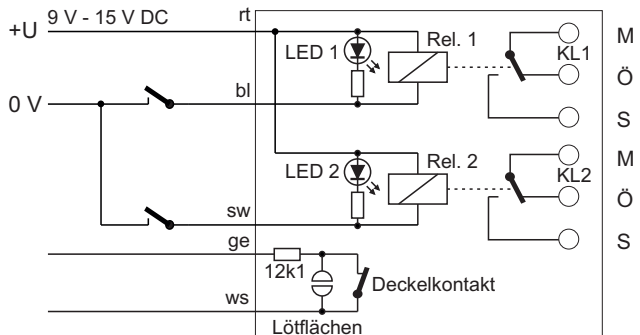 9 V - 15 V DC
rt
+U
LED 1
Rel. 1
M
KL1
Ö
0 V
bl
S
M
LED 2
Rel. 2
KL2
Ö
sw
S
ge
12k1
Deckelkontakt
ws
Lötflächen